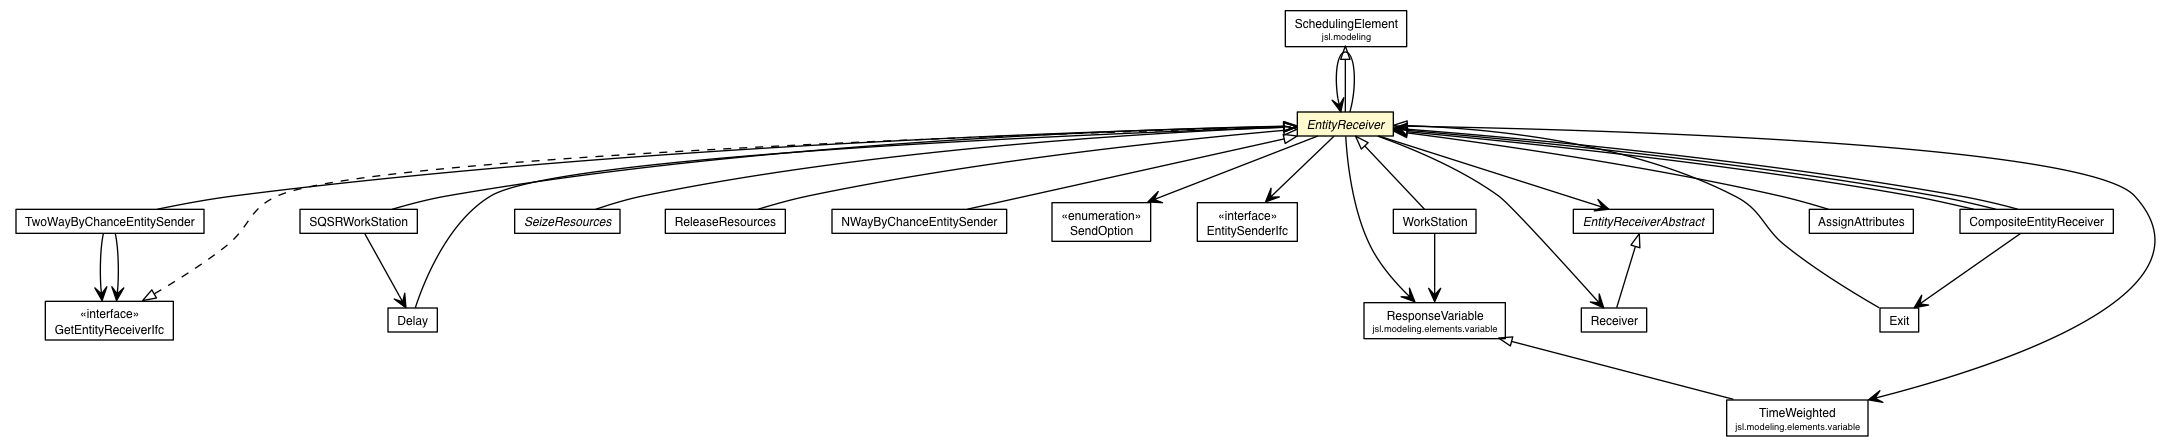 SchedulingElement
jsl.modeling
EntityReceiver
TwoWayByChanceEntitySender
SQSRWorkStation
SeizeResources
ReleaseResources
NWayByChanceEntitySender
«enumeration»
SendOption
«interface»
EntitySenderIfc
WorkStation
EntityReceiverAbstract
AssignAttributes
CompositeEntityReceiver
«interface»
GetEntityReceiverIfc
Delay
ResponseVariable
jsl.modeling.elements.variable
Receiver
Exit
TimeWeighted
jsl.modeling.elements.variable